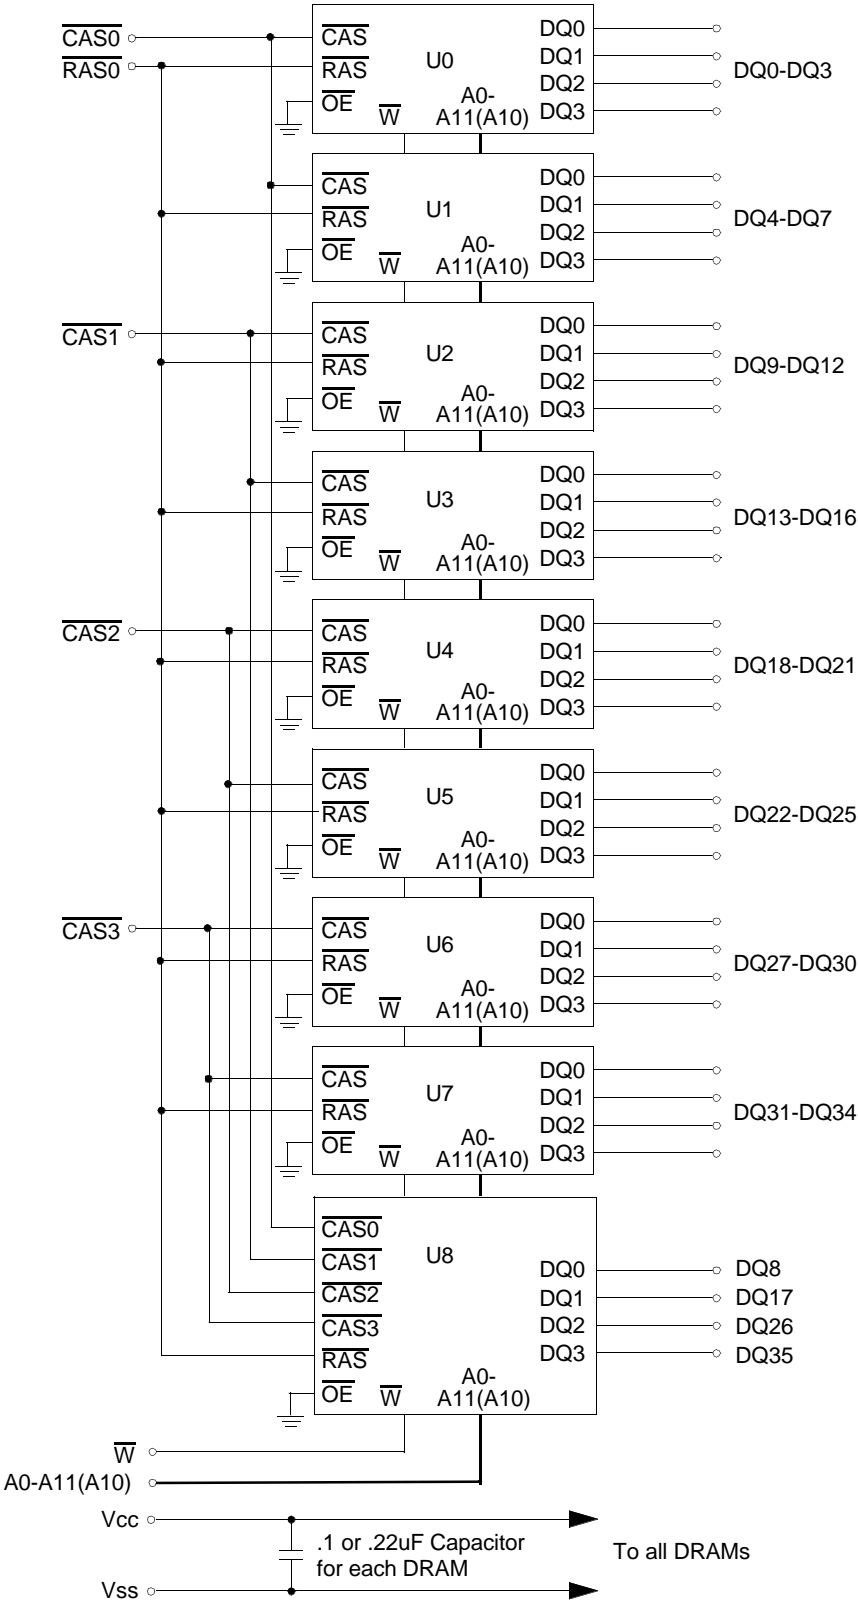 CAS0
RAS0
CAS
RAS
OE
W
U0
A0-
A11(A10)
DQ0
DQ1
DQ2
DQ3
DQ0-DQ3
CAS
RAS
OE
W
U1
A0-
A11(A10)
DQ0
DQ1
DQ2
DQ3
DQ4-DQ7
CAS1
CAS
RAS
OE
W
U2
A0-
A11(A10)
DQ0
DQ1
DQ2
DQ3
DQ9-DQ12
CAS
RAS
OE
W
U3
A0-
A11(A10)
DQ0
DQ1
DQ2
DQ3
DQ13-DQ16
CAS2
CAS
RAS
OE
W
U4
A0-
A11(A10)
DQ0
DQ1
DQ2
DQ3
DQ18-DQ21
CAS
RAS
OE
W
U5
A0-
A11(A10)
DQ0
DQ1
DQ2
DQ3
DQ22-DQ25
CAS3
CAS
RAS
OE
W
U6
A0-
A11(A10)
DQ0
DQ1
DQ2
DQ3
DQ27-DQ30
CAS
RAS
OE
W
U7
A0-
A11(A10)
DQ0
DQ1
DQ2
DQ3
DQ31-DQ34
CAS0
CAS1
CAS2
CAS3
RAS
OE
W
U8
A0-
A11(A10)
DQ0
DQ1
DQ2
DQ3
DQ8
DQ17
DQ26
DQ35
W
A0-A11(A10)
Vcc
.1 or .22uF Capacitor
for each DRAM
To all DRAMs
Vss